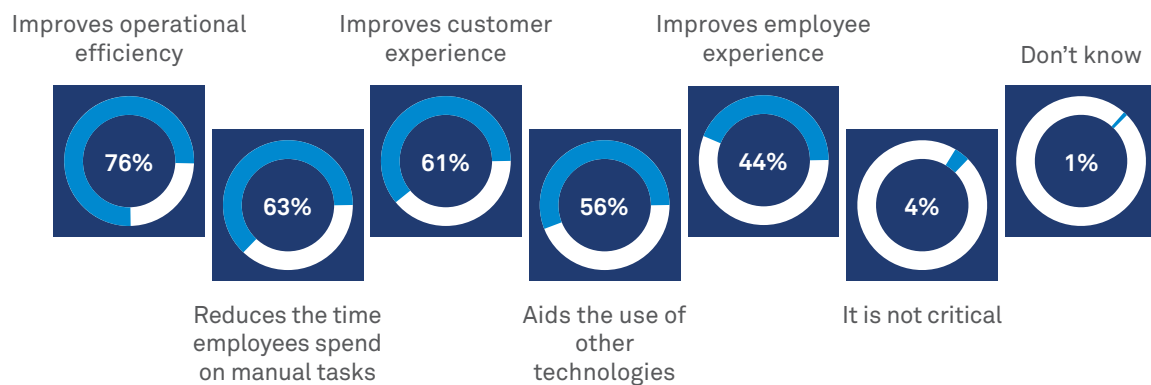 Improves operational
efficiency
76%
Reduces the time
employees spend
on manual tasks
63%
Improves customer
experience
61%
Aids the use of
other
technologies
56%
Improves employee
experience
44%
It is not critical
4%
Don’t know
1%